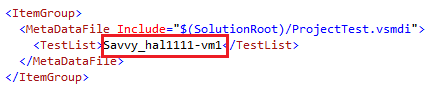 <ItemGroup>
<MetaDataFile Include="$(SolutionRoot)/ProjectTest.vsmdi">
<TestList>Savvy_hal1111-vm1</TestList>
</MetaDataFile>
</ItemGroup>